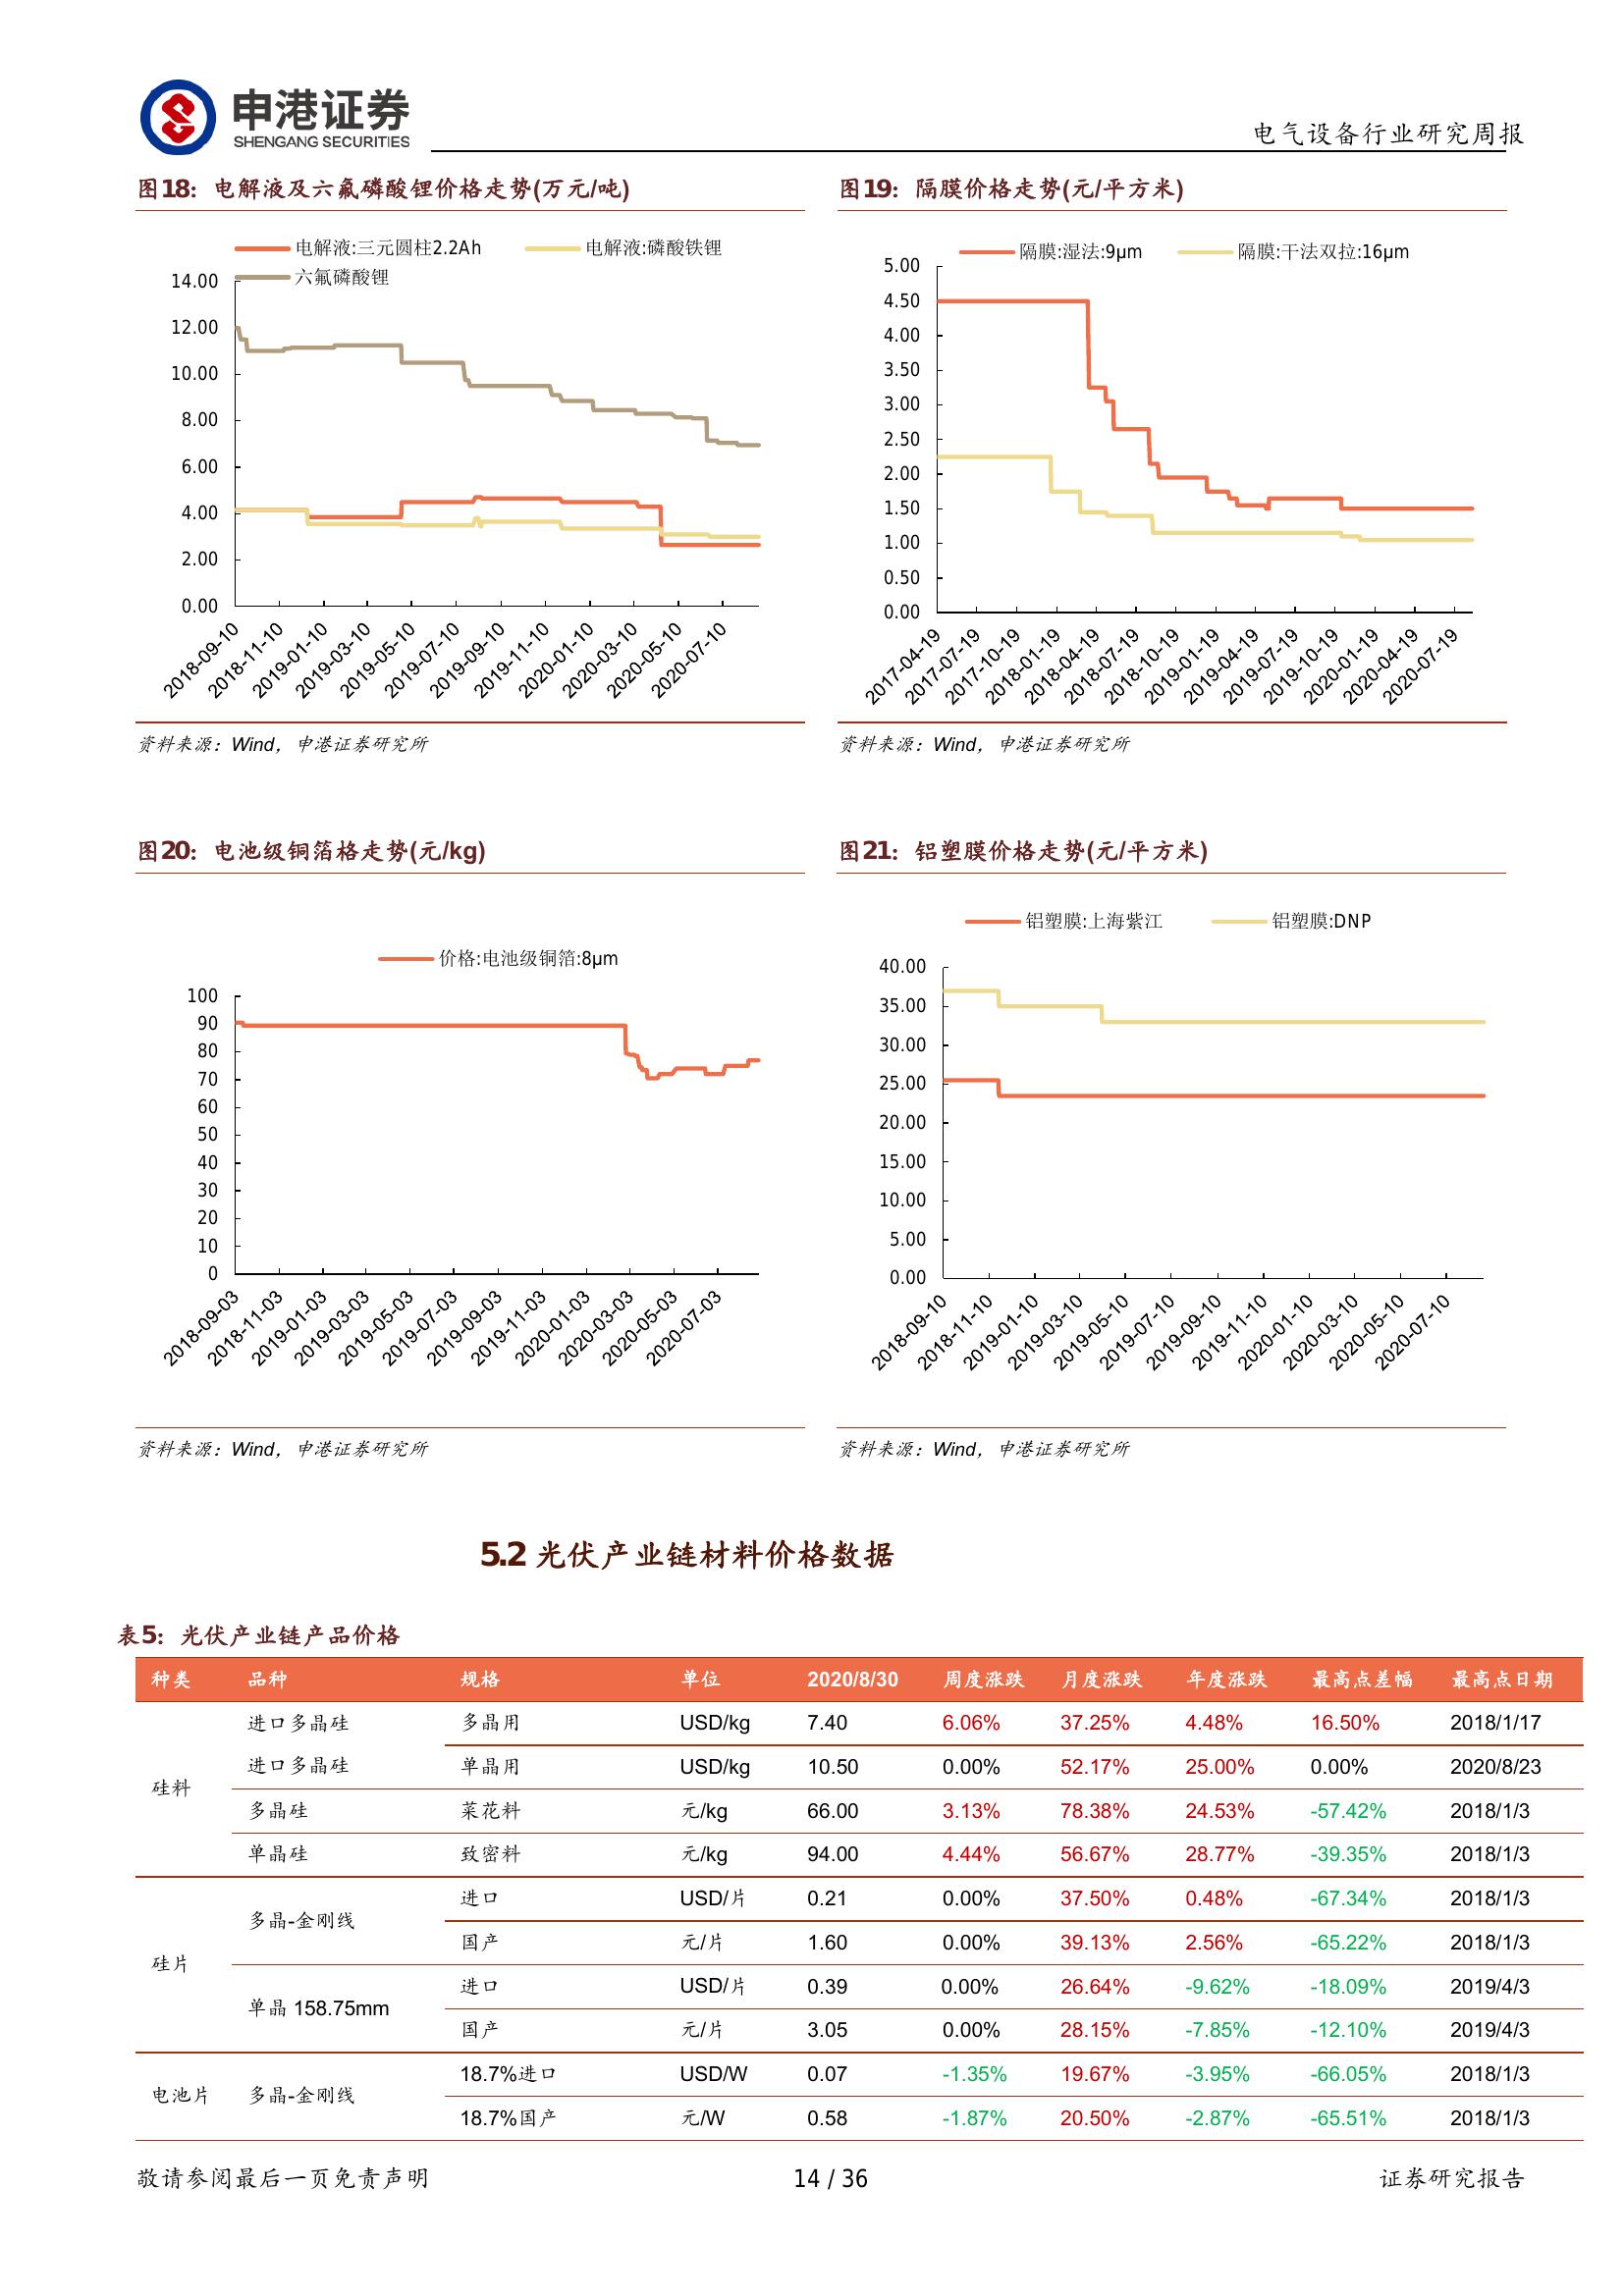 申港证券
SHENGANG SECURITIES
电气设备行业研究周报
图18：电解液及六氟磷酸锂价格走势(万元/吨)
电解液:三元圆柱2.2Ah 电解液:磷酸铁锂
六氟磷酸锂
14.00
12.00
10.00
8.00
6.00
4.00
2.00
0.00
2018-09-10 2018-11-10 2019-01-10 2019-03-10 2019-05-10 2019-07-10 2019-09-10 2019-11-10 2020-01-10 2020-03-10 2020-05-10 2020-07-10
资料来源：Wind，申港证券研究所
图19：隔膜价格走势(元/平方米)
隔膜:湿法:9μm 隔膜:干法双拉:16μm
5.00
4.50
4.00
3.50
3.00
2.50
2.00
1.50
1.00
0.50
0.00
2017-04-19 2017-07-19 2017-10-19 2018-01-19 2018-04-19 2018-07-19 2018-10-19 2019-01-19 2019-04-19 2019-07-19 2019-10-19 2020-01-19 2020-04-19 2020-07-19
资料来源：Wind，申港证券研究所
图20：电池级铜箔格走势(元/kg)
价格:电池级铜箔:8μm
100
90
80
70
60
50
40
30
20
10
0
2018-09-03 2018-11-03 2019-01-03 2019-03-03 2019-05-03 2019-07-03 2019-09-03 2019-11-03 2020-01-03 2020-03-03 2020-05-03 2020-07-03
资料来源：Wind，申港证券研究所
图21：铝塑膜价格走势(元/平方米)
铝塑膜:上海紫江 铝塑膜:DNP
40.00
35.00
30.00
25.00
20.00
15.00
10.00
5.00
0.00
2018-09-10 2018-11-10 2019-01-10 2019-03-10 2019-05-10 2019-07-10 2019-09-10 2019-11-10 2020-01-10 2020-03-10 2020-05-10 2020-07-10
资料来源：Wind，申港证券研究所
5.2 光伏产业链材料价格数据
表5：光伏产业链产品价格
种类 品种 规格 单位 2020/8/30 周度涨跌 月度涨跌 年度涨跌 最高点差幅 最高点日期
硅料 进口多晶硅 多晶用 USD/kg 7.40 6.06% 37.25% 4.48% 16.50% 2018/1/17
进口多晶硅 单晶用 USD/kg 10.50 0.00% 52.17% 25.00% 0.00% 2020/8/23
多晶硅 菜花料 元/kg 66.00 3.13% 78.38% 24.53% -57.42% 2018/1/3
单晶硅 致密料 元/kg 94.00 4.44% 56.67% 28.77% -39.35% 2018/1/3
硅片 多晶-金刚线 进口 USD/片 0.21 0.00% 37.50% 0.48% -67.34% 2018/1/3
国产 元/片 1.60 0.00% 39.13% 2.56% -65.22% 2018/1/3
单晶 158.75mm 进口 USD/片 0.39 0.00% 26.64% -9.62% -18.09% 2019/4/3
国产 元/片 3.05 0.00% 28.15% -7.85% -12.10% 2019/4/3
电池片 多晶-金刚线 18.7%进口 USD/W 0.07 -1.35% 19.67% -3.95% -66.05% 2018/1/3
18.7%国产 元/W 0.58 -1.87% 20.50% -2.87% -65.51% 2018/1/3
敬请参阅最后一页免责声明 14 / 36 证券研究报告